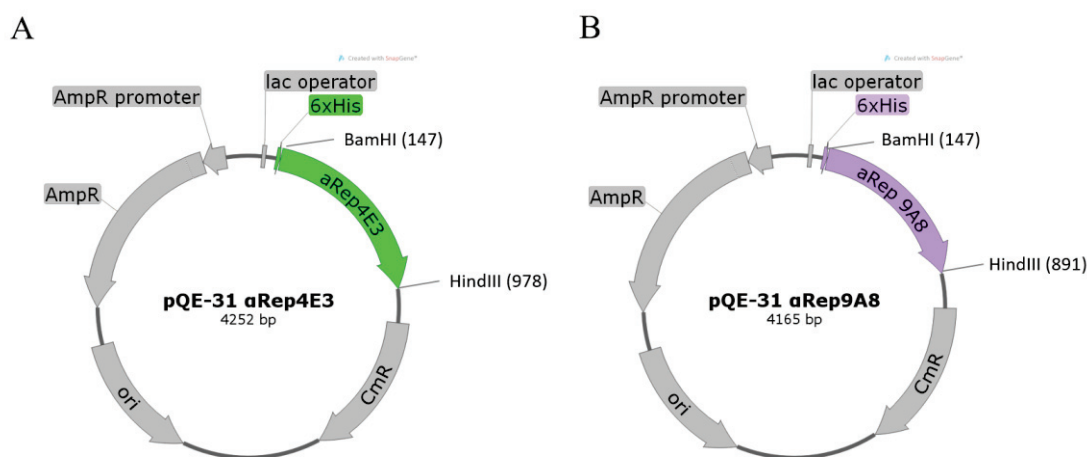 A
Created with SnapGene®
lac operator
AmpR promoter
6xHis
BamHI (147)
aRep4E3
AmpR
HindIII (978)
pQE-31 αRep4E3
4252 bp
CmR
ori
B
Created with SnapGene®
lac operator
AmpR promoter
6xHis
BamHI (147)
aRep 9A8
AmpR
HindIII (891)
pQE-31 αRep9A8
4165 bp
CmR
ori